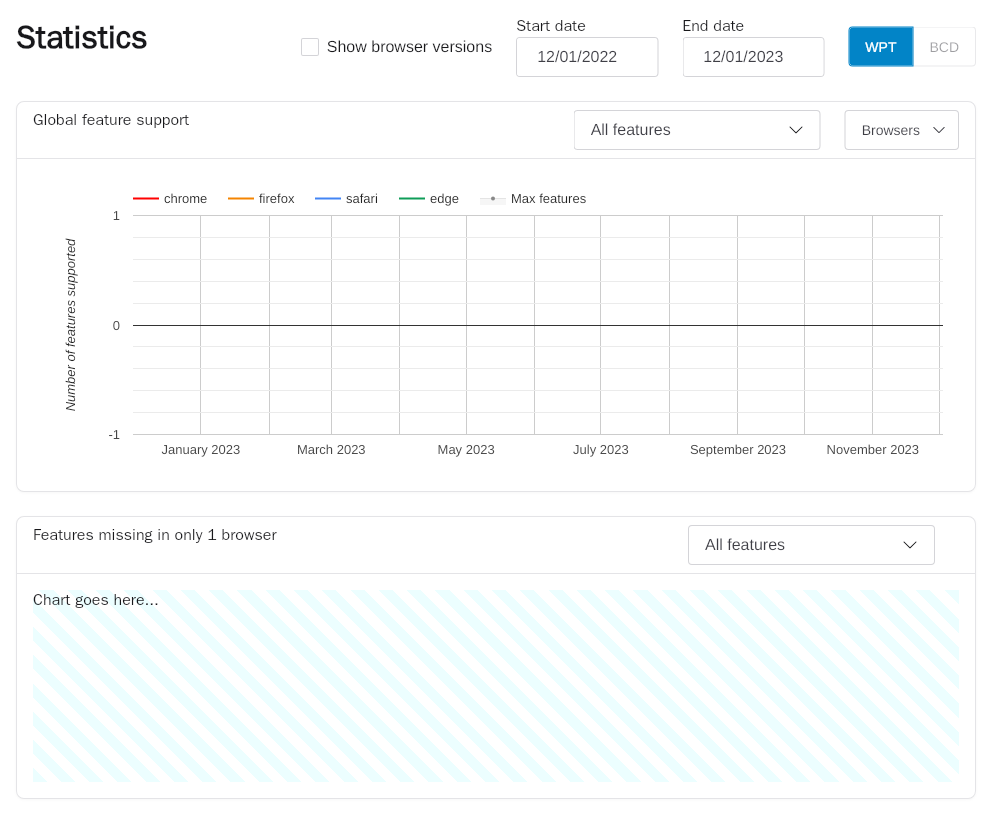 Statistics
Show browser versions
Start date
12/01/2022
End date
12/01/2023
WPT
BCD
Global feature support
All features
Browsers
chrome
firefox
safari
edge
Max features
Number of features supported
1
0
-1
January 2023
March 2023
May 2023
July 2023
September 2023
November 2023
Features missing in only 1 browser
All features
Chart goes here...